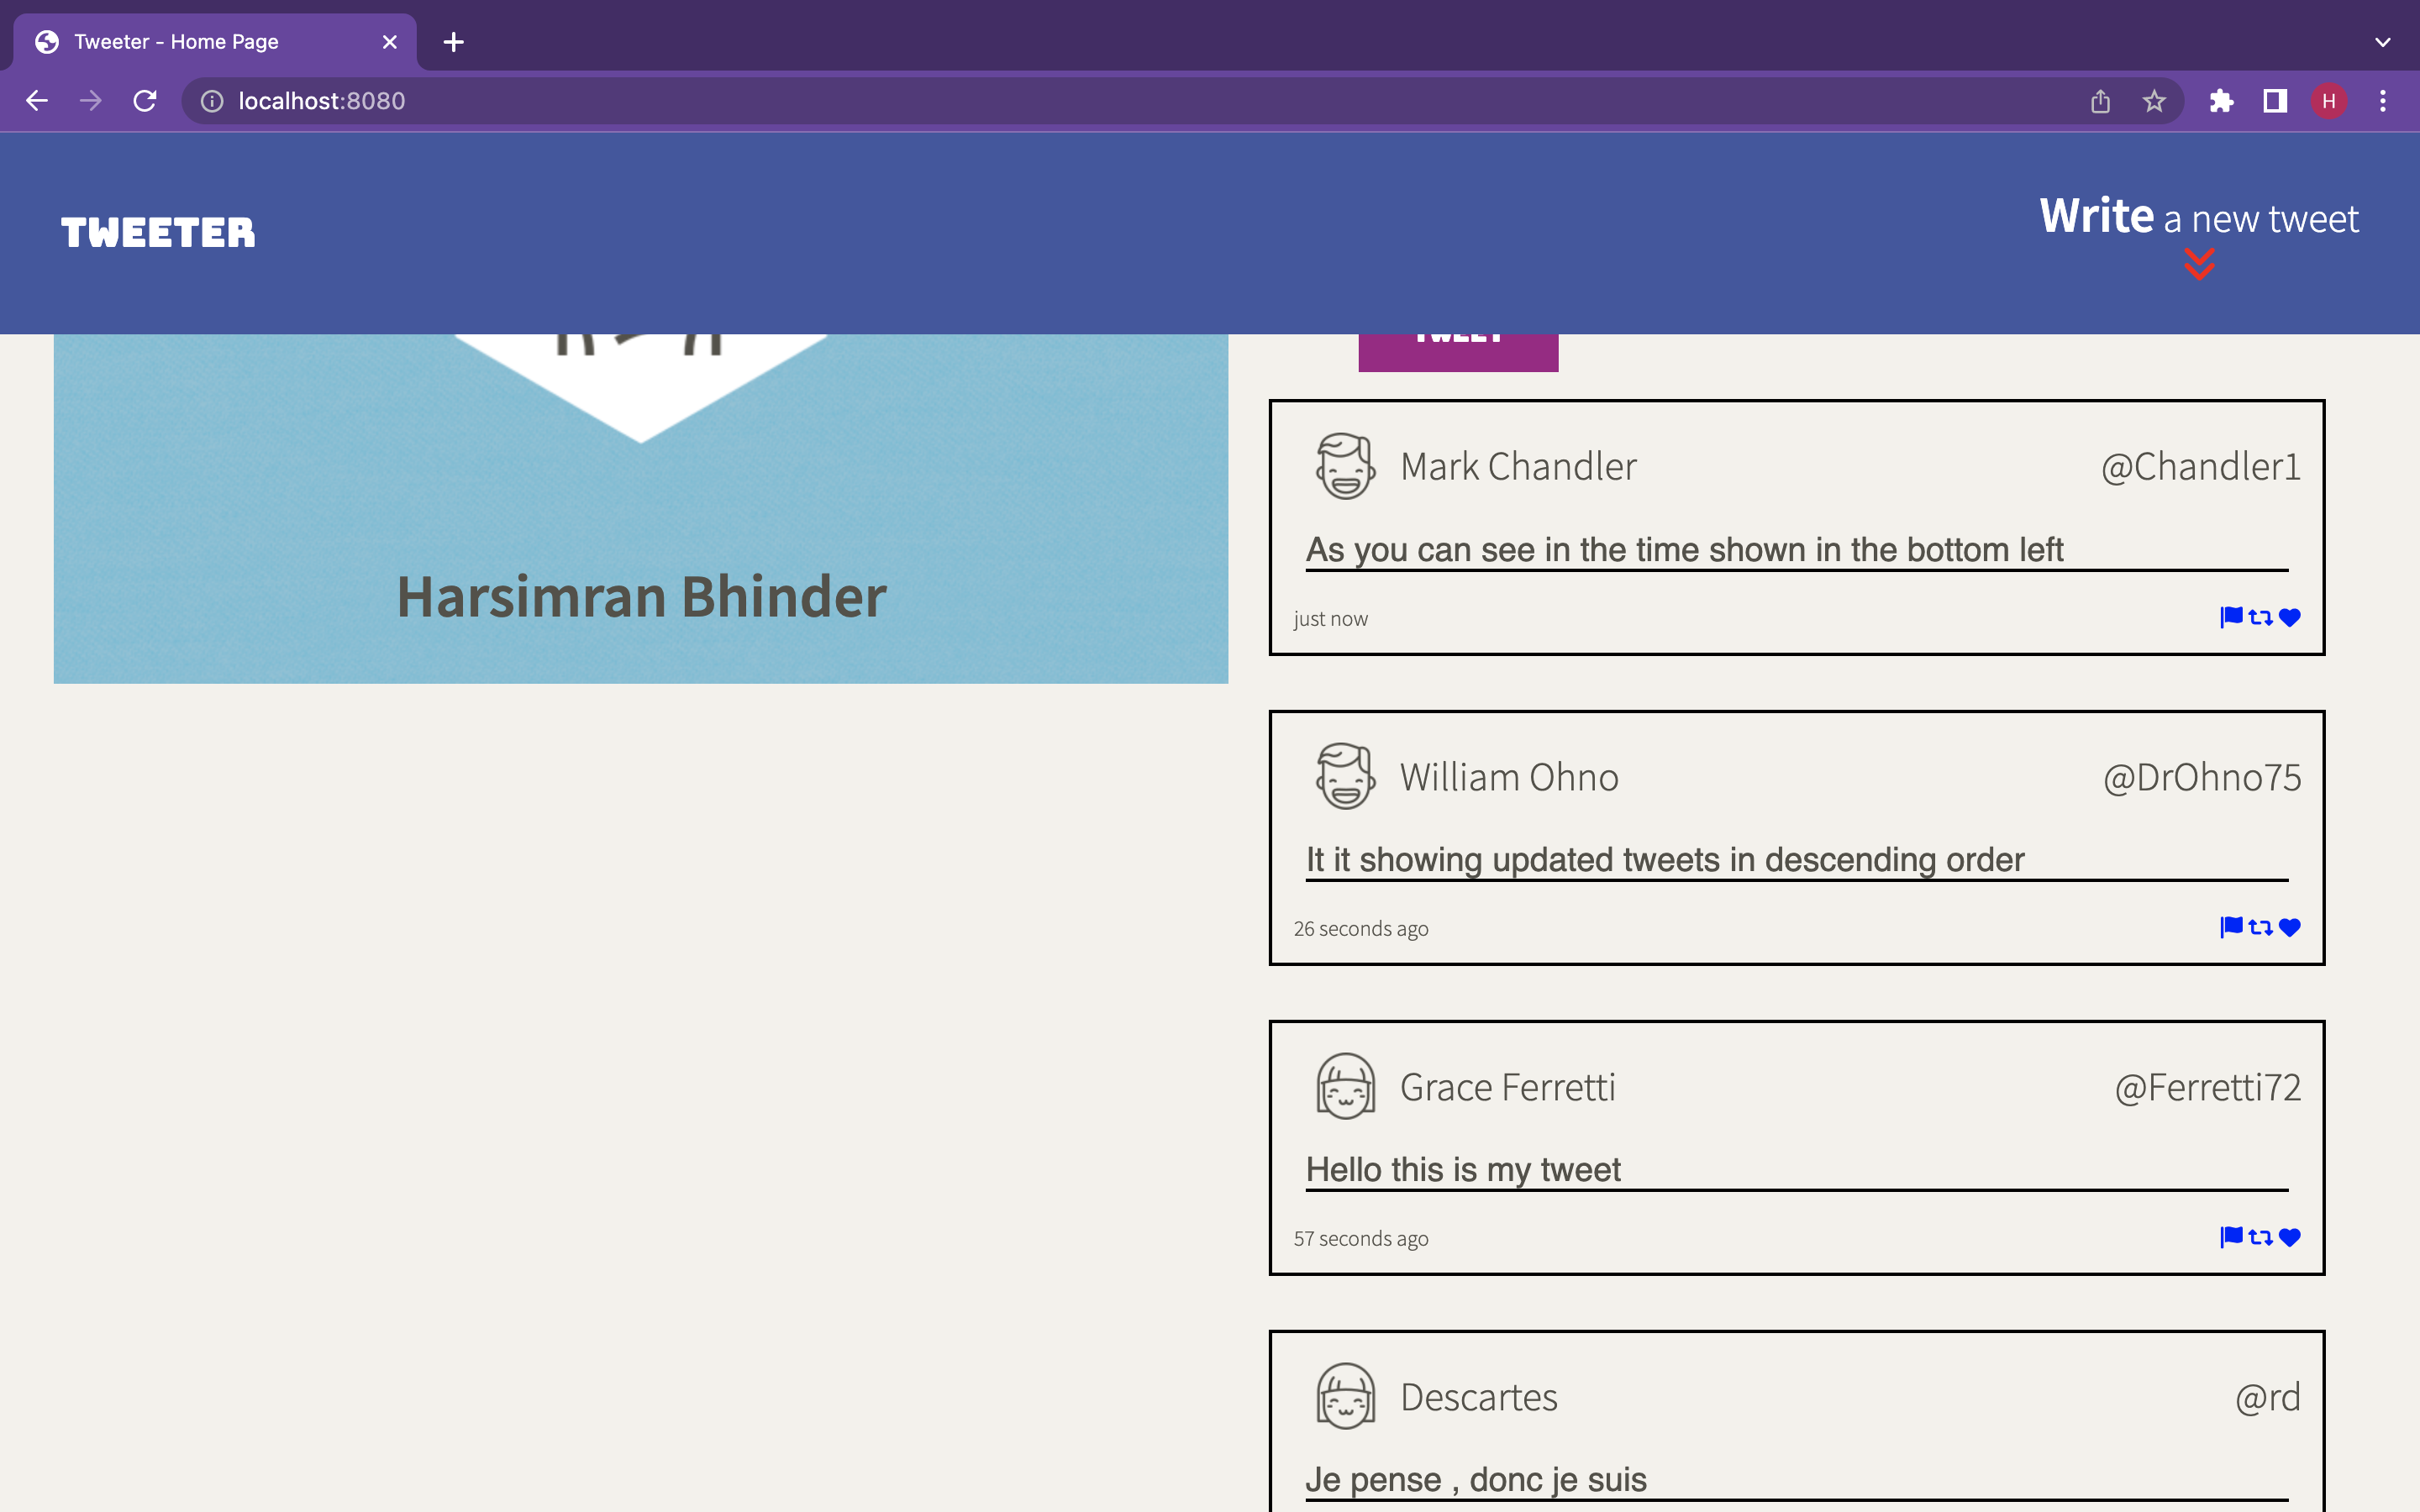 Tweeter - Home Page
localhost:8080
H
TWEETER
Write a new tweet
TWEET
Harsimran Bhinder
Mark Chandler @Chandler1
As you can see in the time shown in the bottom left
just now
William Ohno @DrOhno75
It it showing updated tweets in descending order
26 seconds ago
Grace Ferretti @Ferretti72
Hello this is my tweet
57 seconds ago
Descartes @rd
Je pense , donc je suis